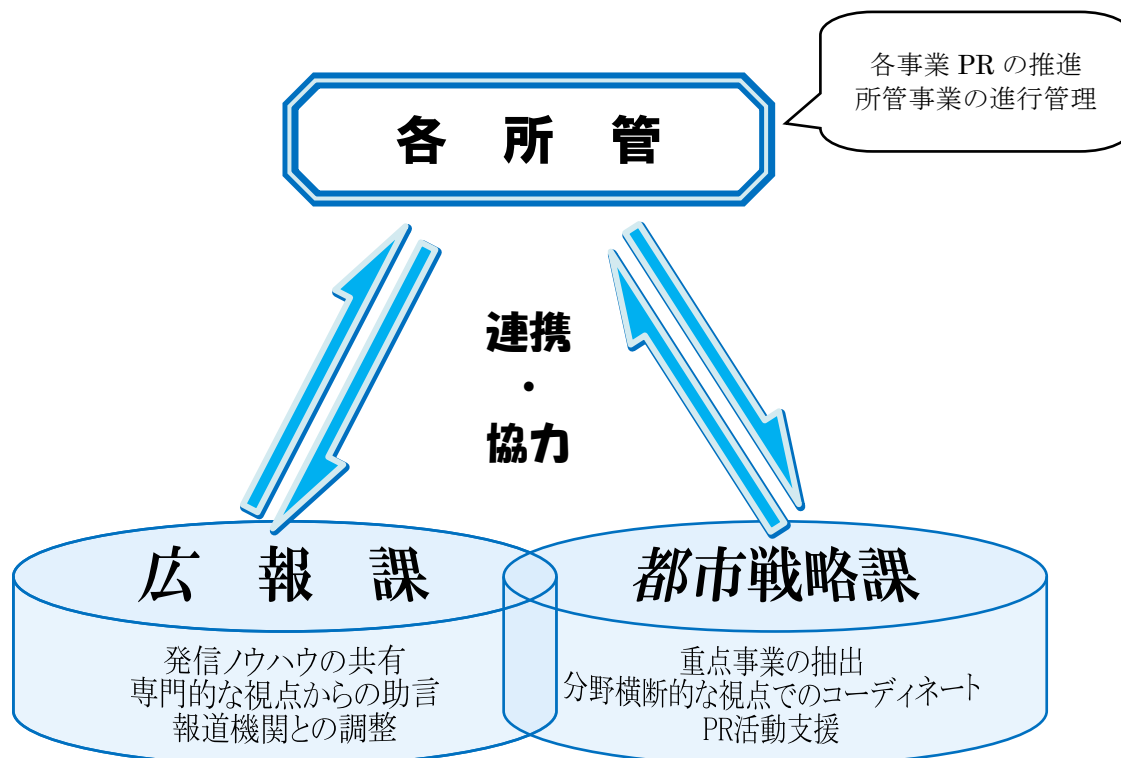 各事業 PR の推進
所管事業の進行管理
各 所 管
連携
・
協力
広 報 課
発信ノウハウの共有
専門的な視点からの助言
報道機関との調整
都市戦略課
重点事業の抽出
分野横断的な視点でのコーディネート
PR活動支援